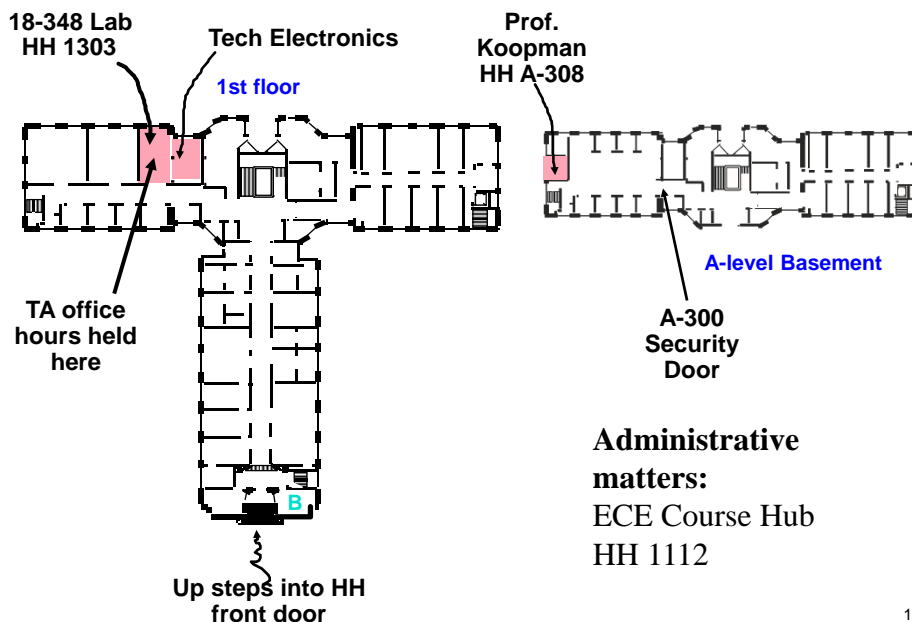 18-348 Lab
HH 1303
Tech Electronics
1st floor
Prof.
Koopman
HH A-308
TA office
hours held
here
A-level Basement
A-300
Security
Door
B
Up steps into HH
front door
Administrative
matters:
ECE Course Hub
HH 1112
1